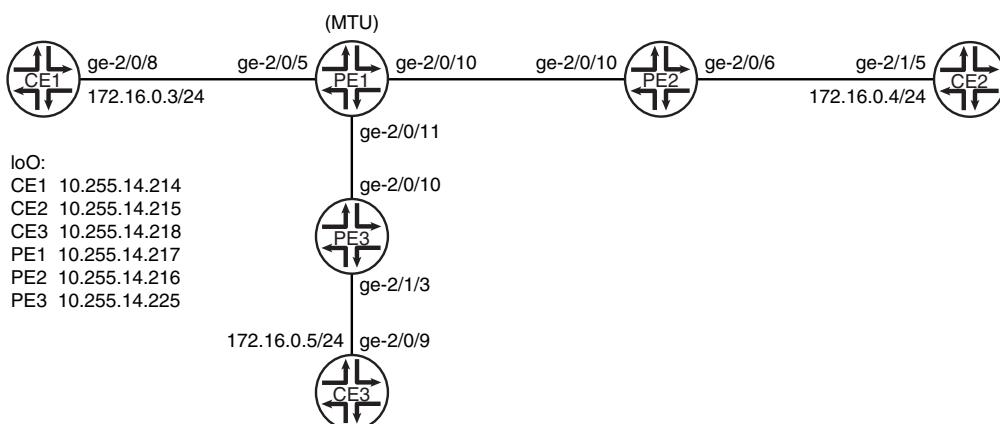 (MTU)
ge-2/0/8
ge-2/0/5
ge-2/0/10
ge-2/0/10
ge-2/0/6
ge-2/1/5
CE1
PE1
PE2
CE2
172.16.0.3/24
172.16.0.4/24
ge-2/0/11
loO:
CE1 10.255.14.214
CE2 10.255.14.215
CE3 10.255.14.218
PE1 10.255.14.217
PE2 10.255.14.216
PE3 10.255.14.225
ge-2/0/10
PE3
ge-2/1/3
172.16.0.5/24
ge-2/0/9
CE3